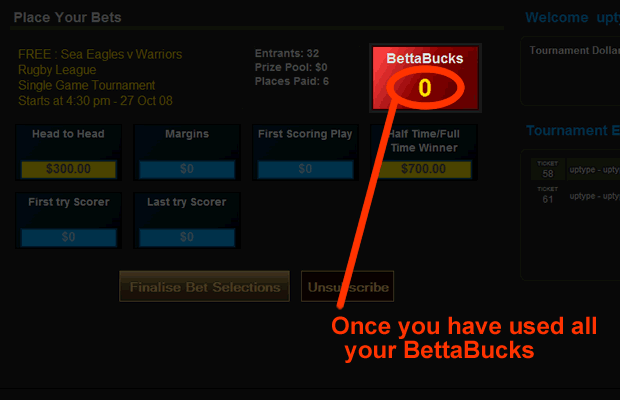 Place Your Bets
Welcome uptyp
FREE : Sea Eagles v Warriors
Rugby League
Single Game Tournament
Starts at 4:30 pm - 27 Oct 08
Entrants: 32
Prize Pool: $0
Places Paid: 6
BettaBucks
0
Tournament Dolla
Head to Head
$300.00
Margins
$0
First Scoring Play
$0
Half Time/Full
Time Winner
$700.00
Tournament E
TICKET
58
uptype - upty
TICKET
61
uptype - upty
First try Scorer
$0
Last try Scorer
$0
Finalise Bet Selections
Unsubscribe
Once you have used all
your BettaBucks